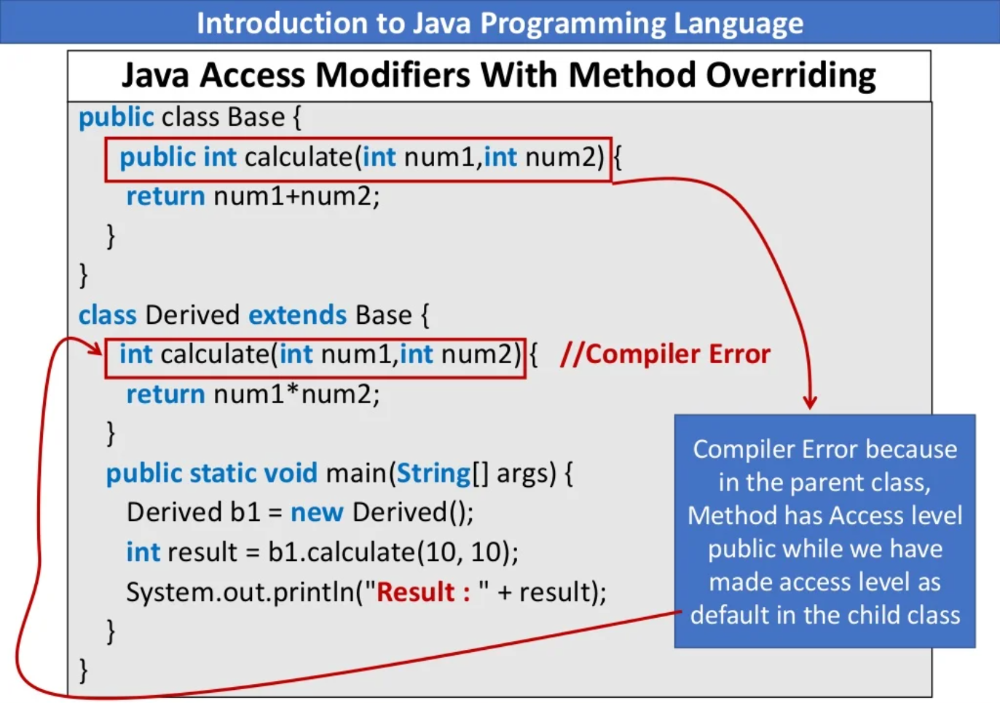 Introduction to Java Programming Language
Java Access Modifiers With Method Overriding
public class Base {
public int calculate(int num1,int num2) {
return num1+num2;
}
}
class Derived extends Base {
int calculate(int num1,int num2) { //Compiler Error
return num1*num2;
}
public static void main(String[] args) {
Derived b1 = new Derived();
int result = b1.calculate(10, 10);
System.out.println("Result : " + result);
}
}
Compiler Error because
in the parent class,
Method has Access level
public while we have
made access level as
default in the child class